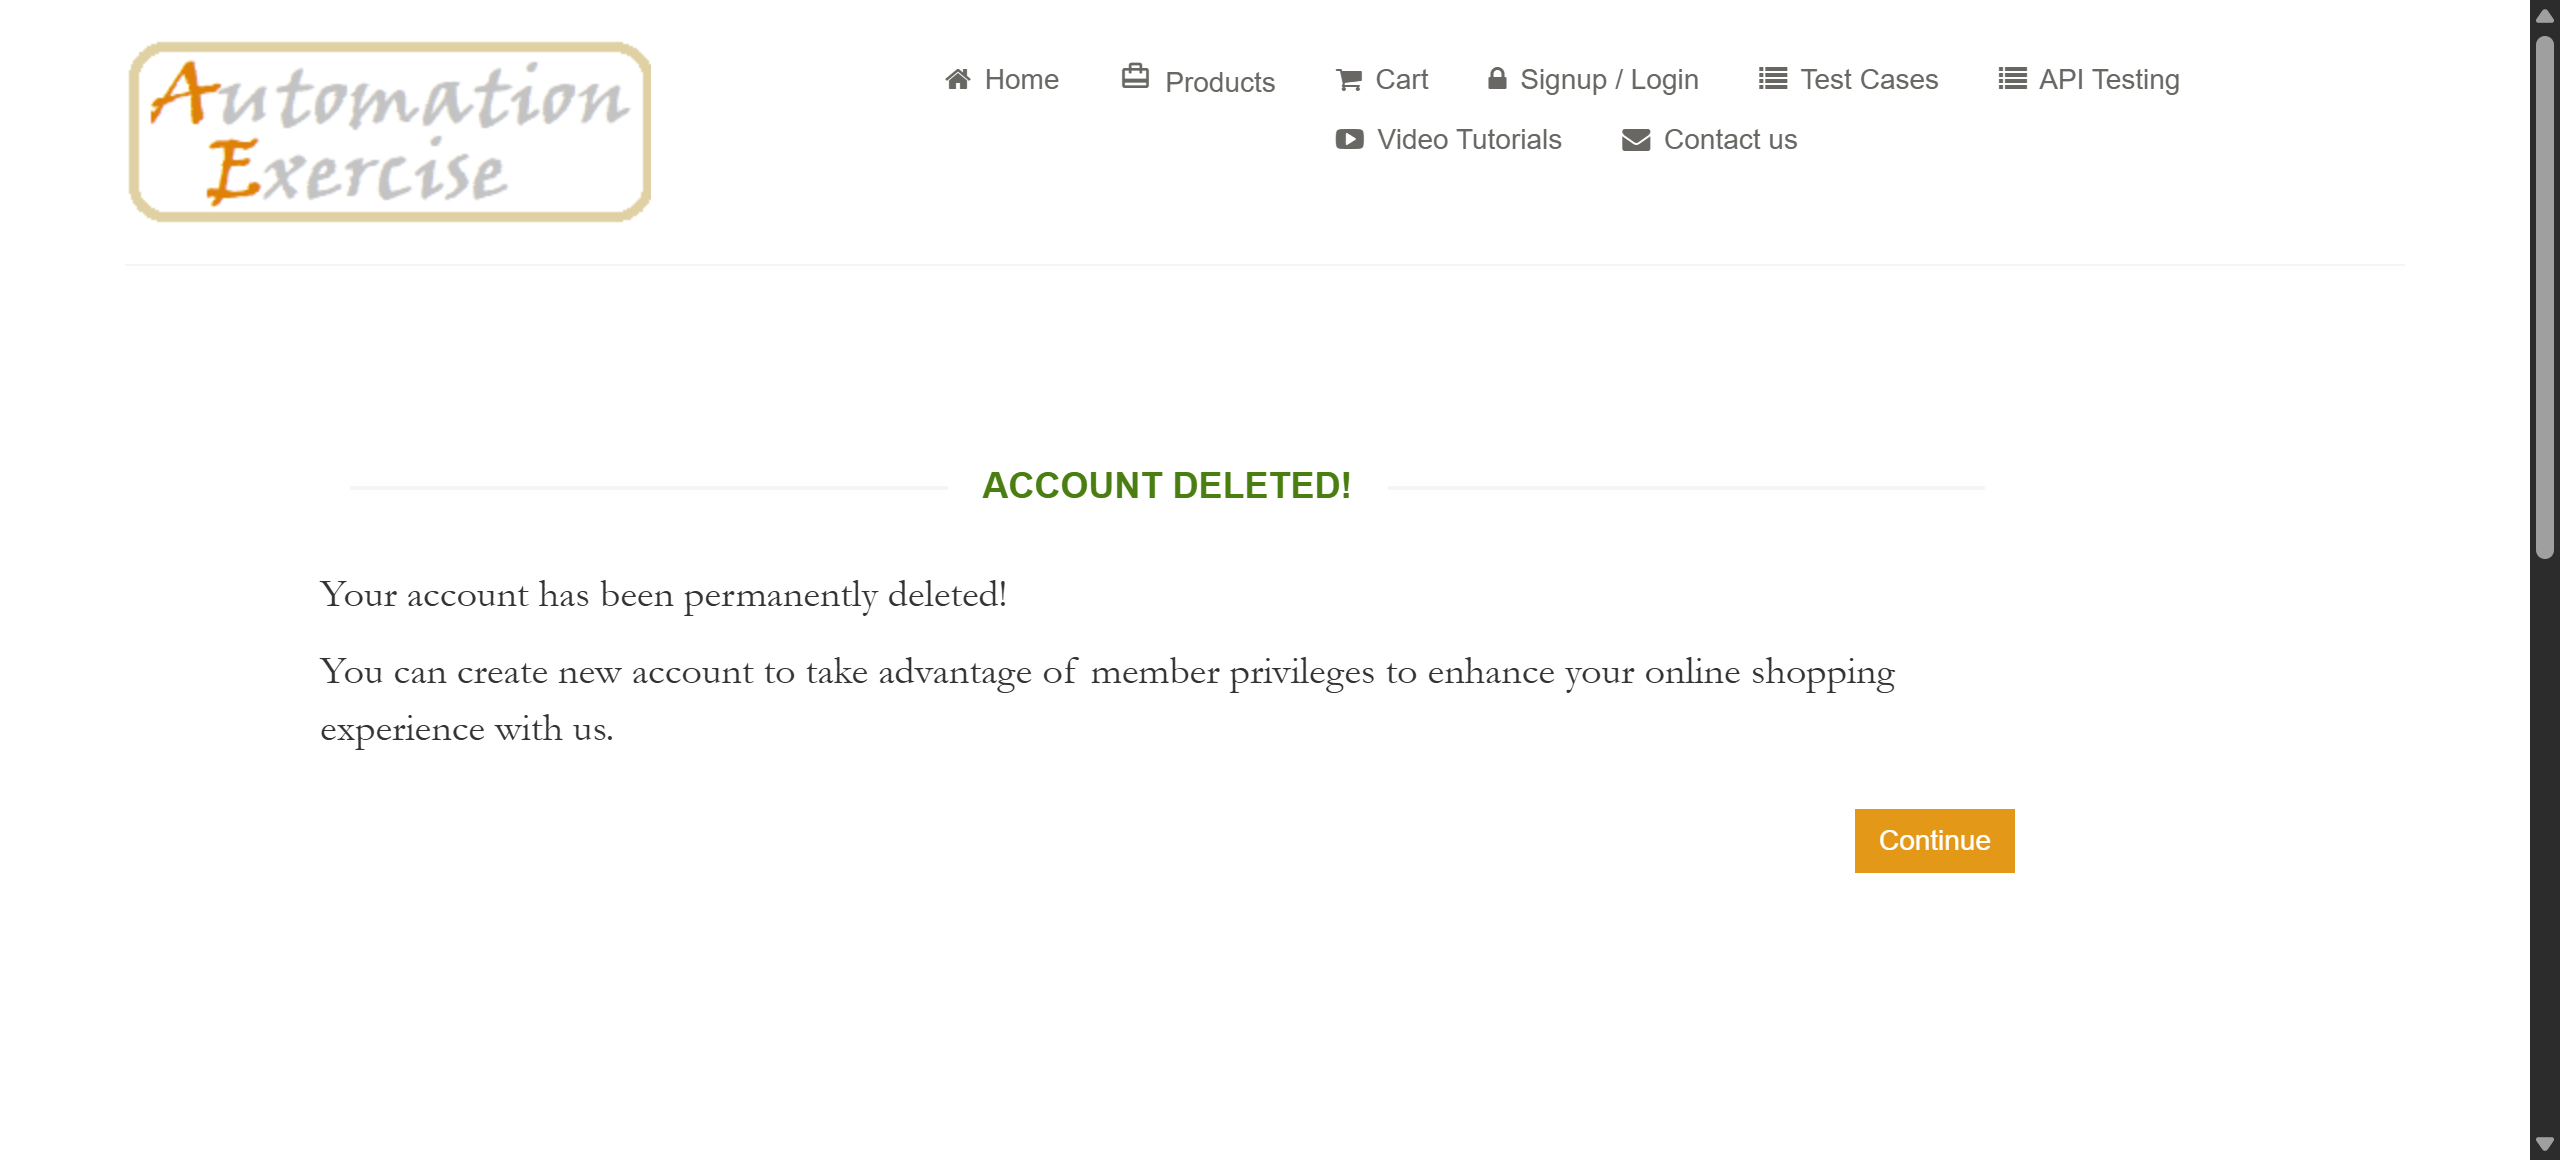 Automation
Exercise
Home Products Cart Signup / Login Test Cases API Testing
Video Tutorials Contact us
ACCOUNT DELETED!
Your account has been permanently deleted!
You can create new account to take advantage of member privileges to enhance your online shopping
experience with us.
Continue